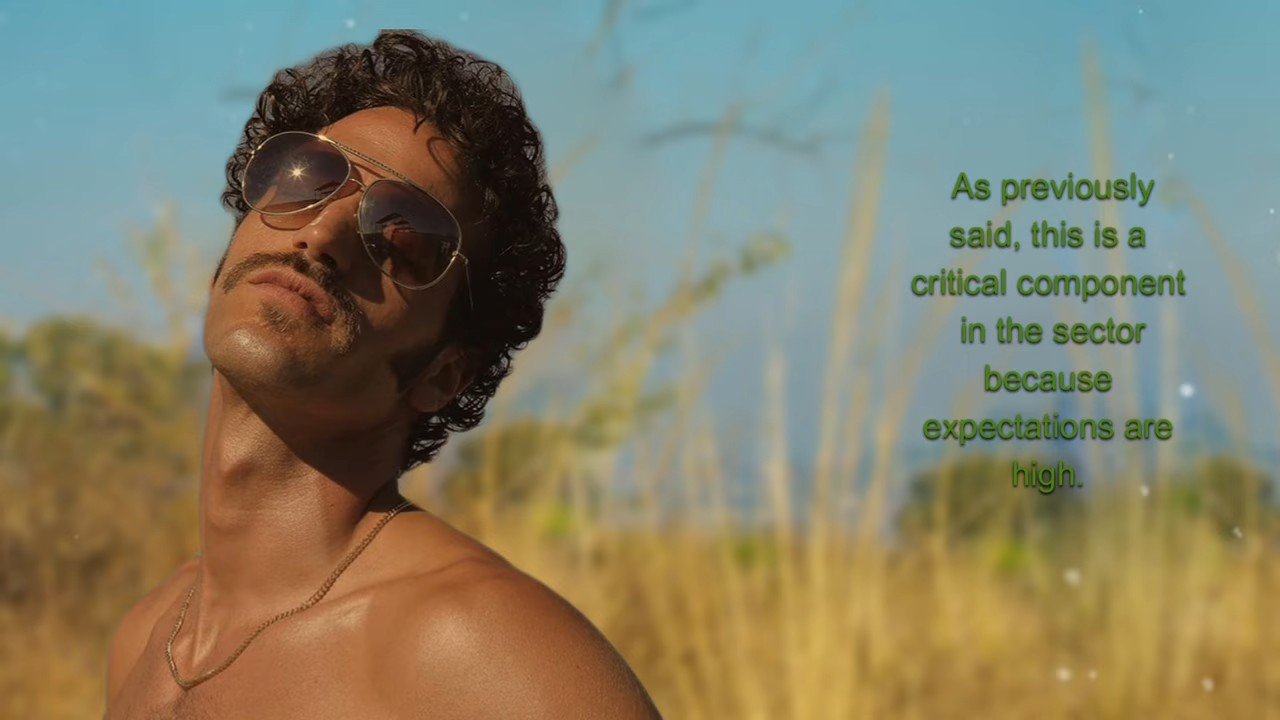 As previously
said, this is a
critical component
in the sector
because
expectations are
high.